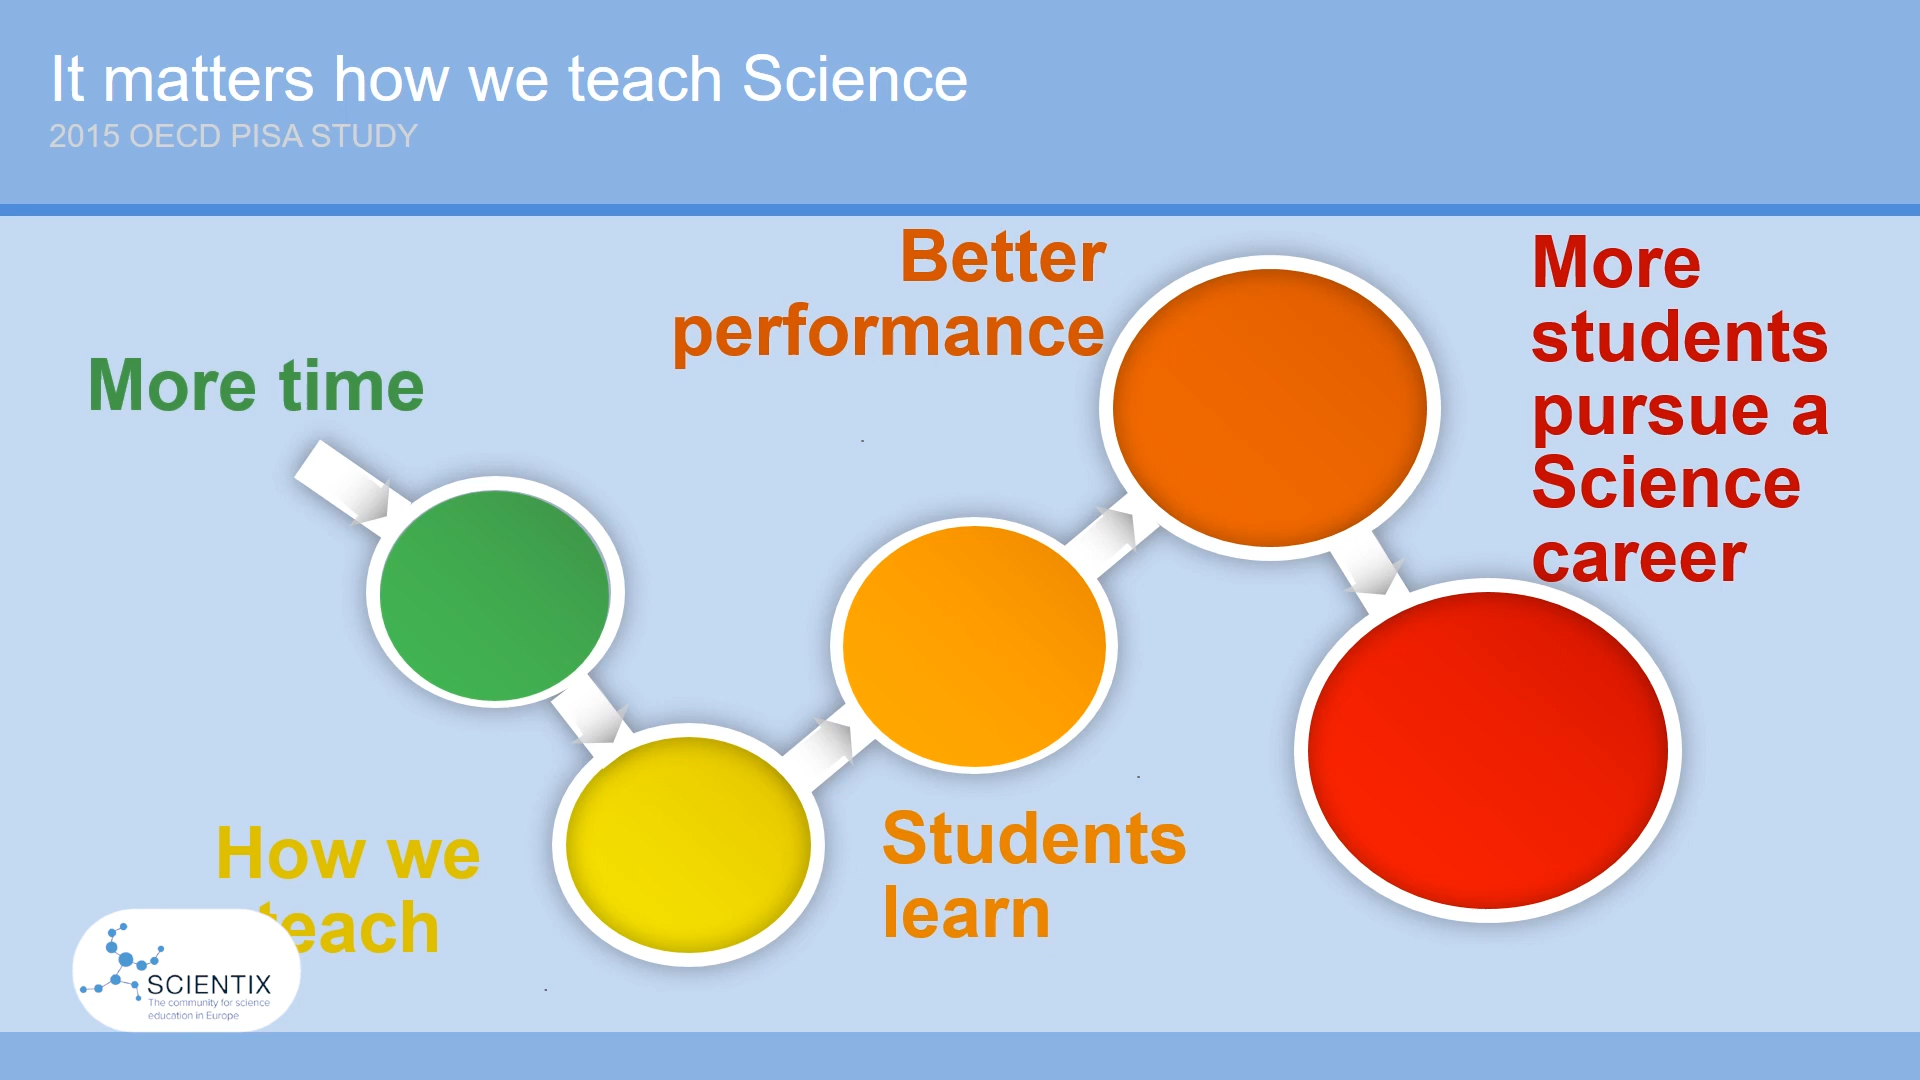 It matters how we teach Science
2015 OECD PISA STUDY
More time
How we
teach
Students
learn
Better
performance
More
students
pursue a
Science
career
SCIENTIX
The community for science
education in Europe